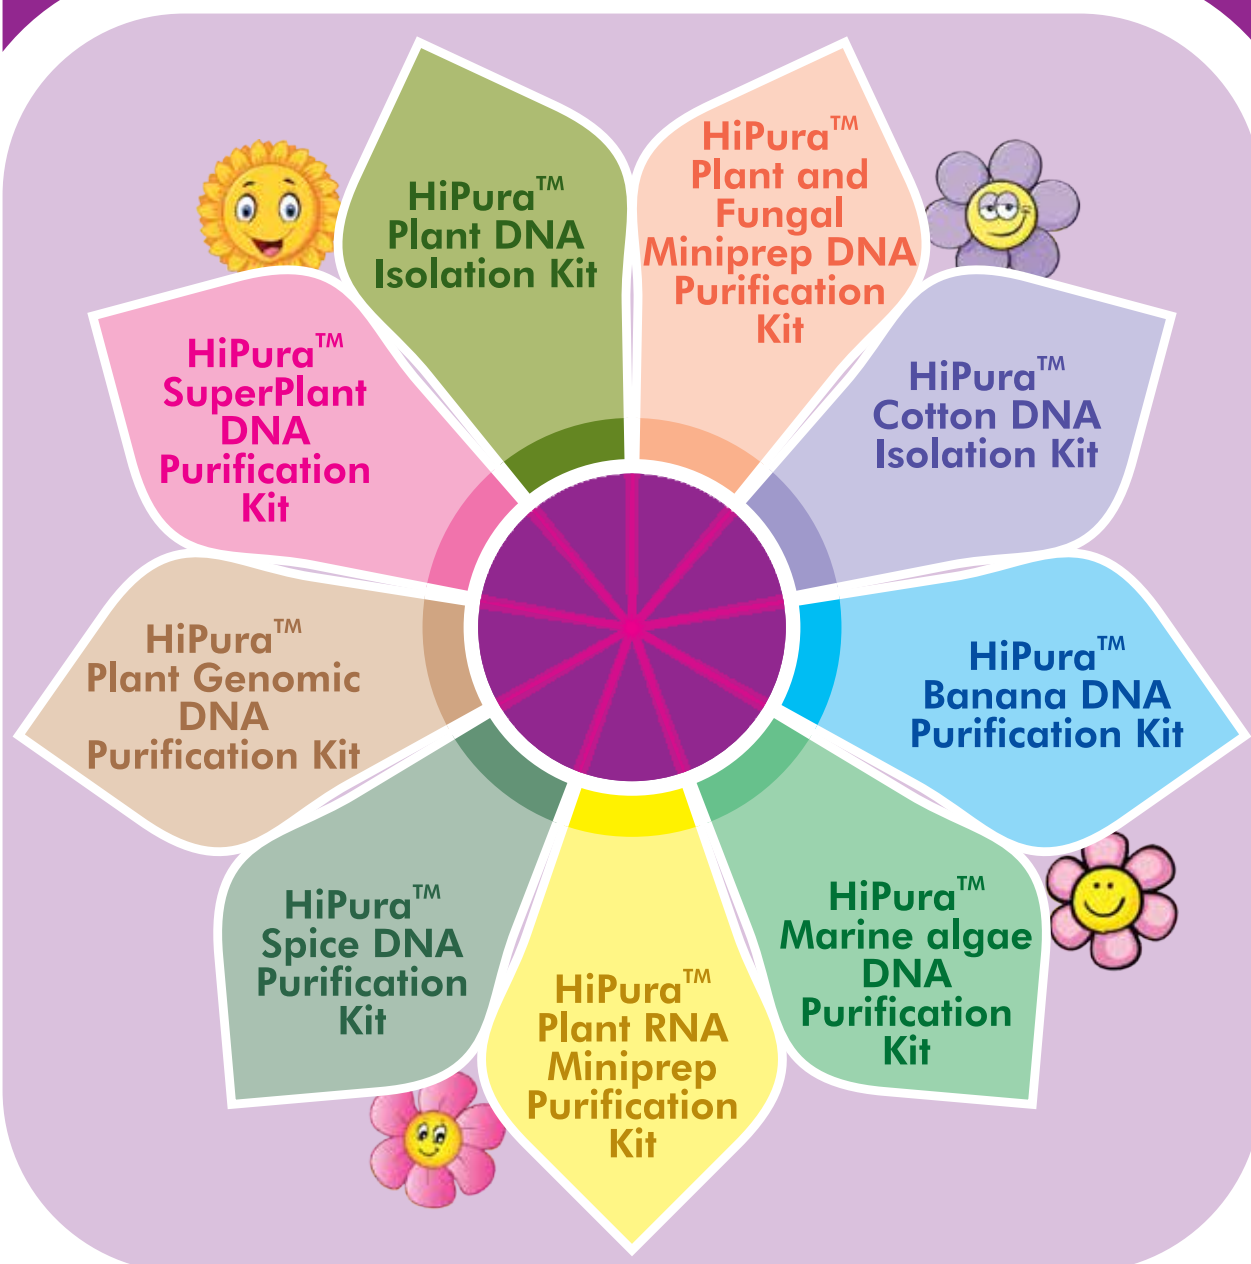 HiPura™
Plant DNA
Isolation Kit
HiPura™
Plant and
Fungal
Miniprep DNA
Purification
Kit
HiPura™
Cotton DNA
Isolation Kit
HiPura™
Banana DNA
Purification Kit
HiPura™
Marine algae
DNA
Purification
Kit
HiPura™
Plant RNA
Miniprep
Purification
Kit
HiPura™
Spice DNA
Purification
Kit
HiPura™
Plant Genomic
DNA
Purification Kit
HiPura™
SuperPlant
DNA
Purification
Kit